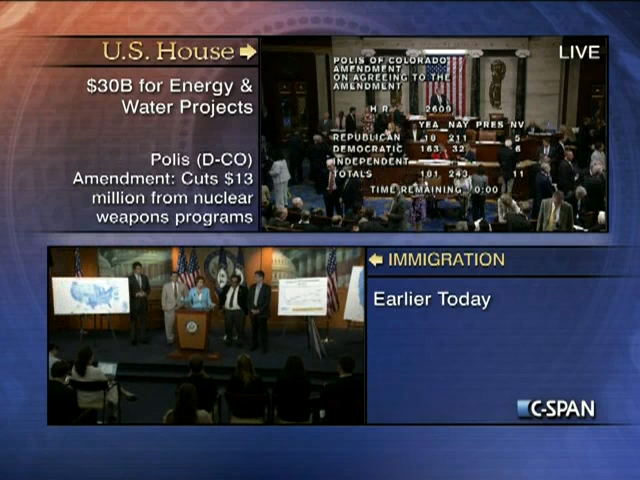 U.S. House
$30B for Energy &
Water Projects
Polis (D-CO)
Amendment: Cuts $13
million from nuclear
weapons programs
LIVE
POLIS OF COLORADO
AMENDMENT
ON AGREEING TO THE
AMENDMENT
H R 2609
YEA NAY PRES NV
REPUBLICAN 18 211 5
DEMOCRATIC 163 32 6
INDEPENDENT
TOTALS 181 243 11
TIME REMAINING 0:00
IMMIGRATION
Earlier Today
C-SPAN